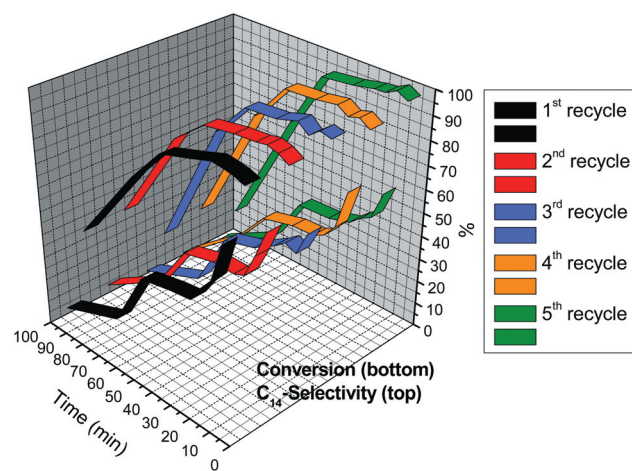 100
90
80
70
60
50
40
30
20
10
0
%
100
90
80
70
60
50
40
30
20
10
0
Time (min)
Conversion (bottom)
C₁₄-Selectivity (top)
1ˢᵗ recycle
2ⁿᵈ recycle
3ʳᵈ recycle
4ᵗʰ recycle
5ᵗʰ recycle